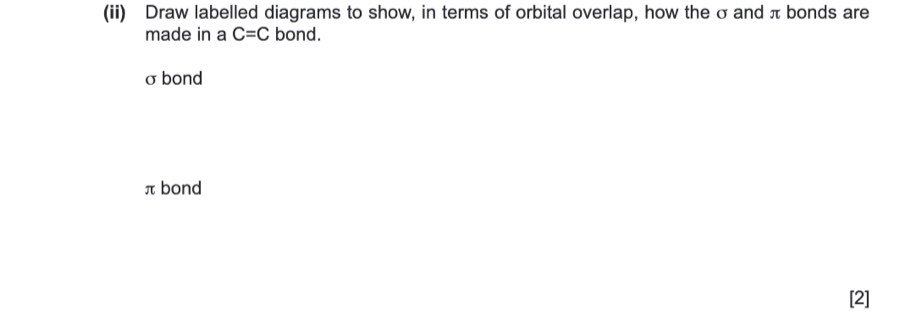 (ii) Draw labelled diagrams to show, in terms of orbital overlap, how the σ and π bonds are
made in a C=C bond.
σ bond
π bond
[2]